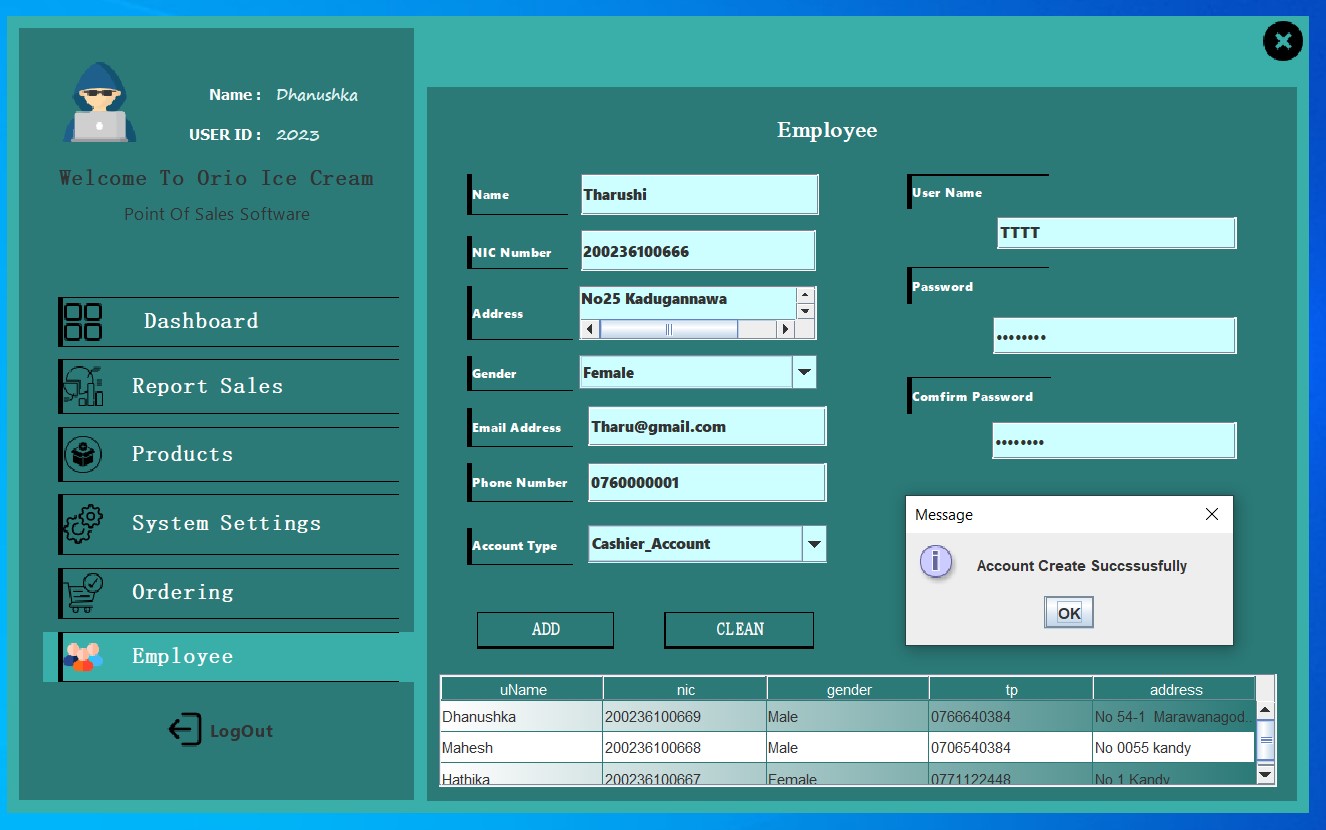 Name : Dhanushka
USER ID : 2023
Welcome To Orio Ice Cream
Point Of Sales Software
Dashboard
Report Sales
Products
System Settings
Ordering
Employee
LogOut
Employee
Name Tharushi
NIC Number 200236100666
Address No25 Kadugannawa
Gender Female
Email Address Tharu@gmail.com
Phone Number 0760000001
Account Type Cashier_Account
User Name
TTTT
Password
••••••••
Comfirm Password
••••••••
ADD CLEAN
Message
Account Create Succssusfully
OK
uName nic gender tp address
Dhanushka 200236100669 Male 0766640384 No 54-1 Marawanagod...
Mahesh 200236100668 Male 0706540384 No 0055 kandy
Hathika 200236100667 Female 0771122448 No 1 Kandy